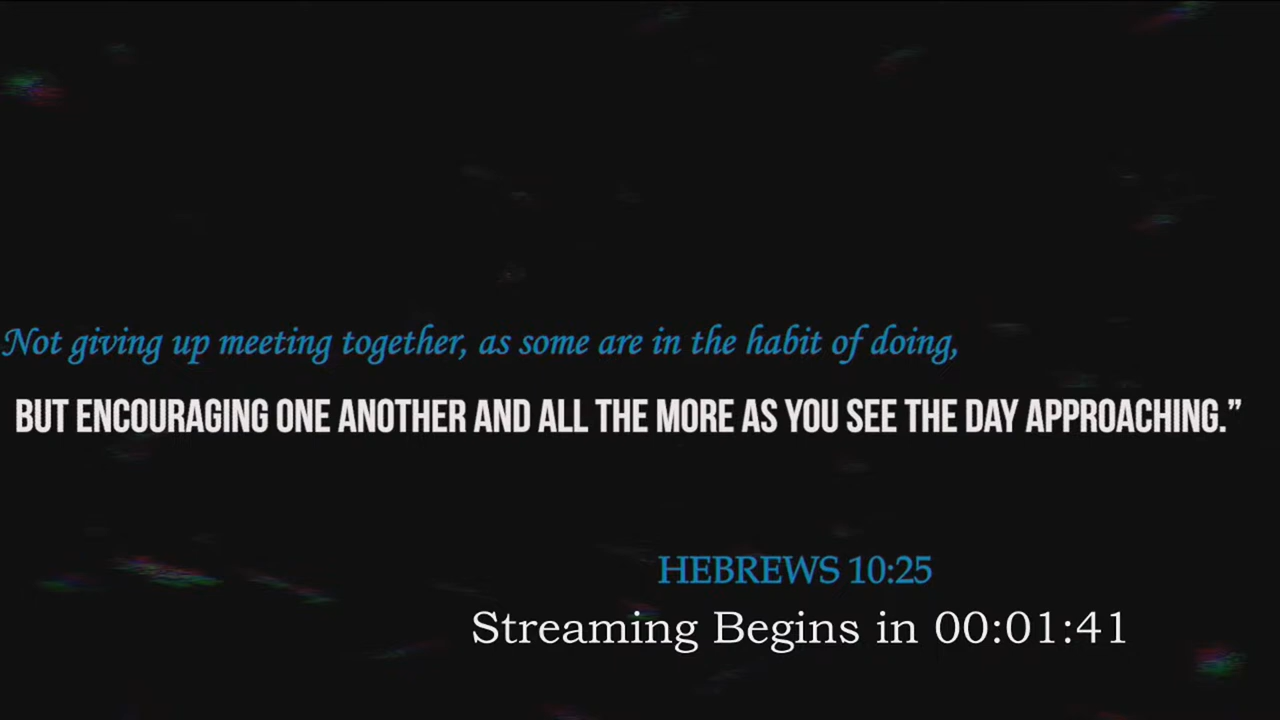 Not giving up meeting together, as some are in the habit of doing,
BUT ENCOURAGING ONE ANOTHER AND ALL THE MORE AS YOU SEE THE DAY APPROACHING.”
HEBREWS 10:25
Streaming Begins in 00:01:41